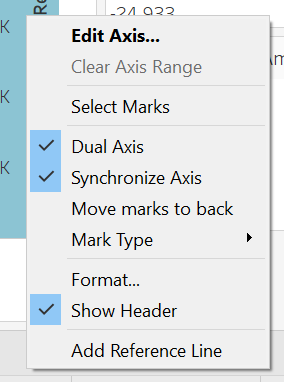 -24,933
K
Edit Axis...
Clear Axis Range
K
Select Marks
Dual Axis
K
Synchronize Axis
Move marks to back
Mark Type
Format...
Show Header
Add Reference Line